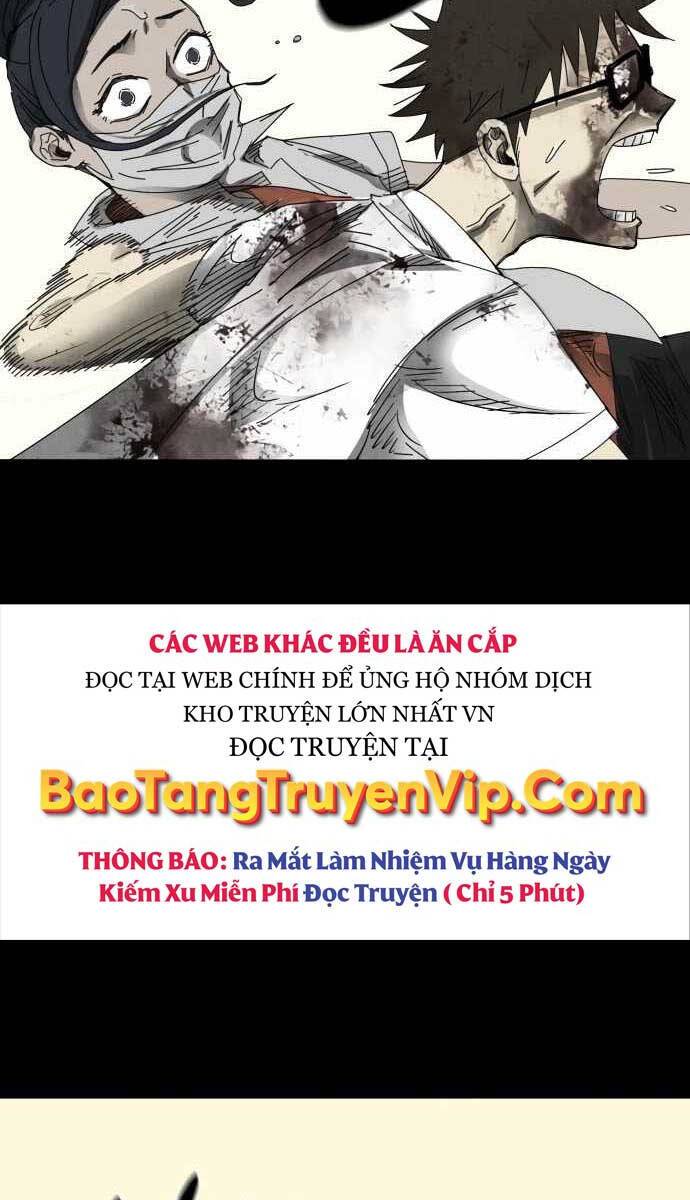 CÁC WEB KHÁC ĐỀU LÀ ĂN CẮP
ĐỌC TẠI WEB CHÍNH ĐỂ ỦNG HỘ NHÓM DỊCH
KHO TRUYỆN LỚN NHẤT VN
ĐỌC TRUYỆN TẠI
BaoTangTruyenVip.Com
THÔNG BÁO: Ra Mắt Làm Nhiệm Vụ Hàng Ngày
Kiếm Xu Miễn Phí Đọc Truyện ( Chỉ 5 Phút)